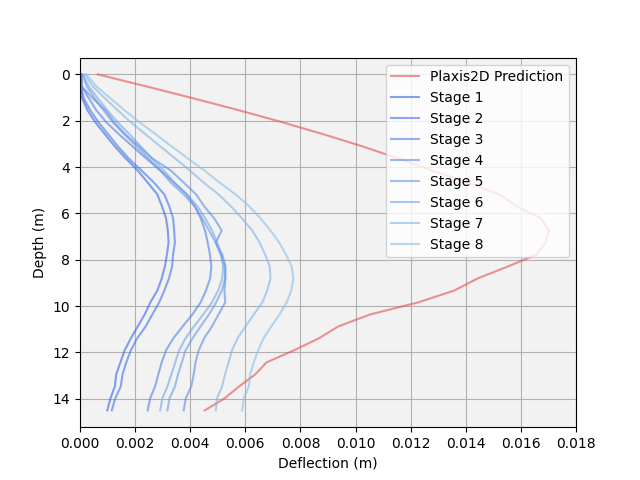 Plaxis2D Prediction
Stage 1
Stage 2
Stage 3
Stage 4
Stage 5
Stage 6
Stage 7
Stage 8
0
2
4
6
8
10
12
14
Depth (m)
0.000 0.002 0.004 0.006 0.008 0.010 0.012 0.014 0.016 0.018
Deflection (m)